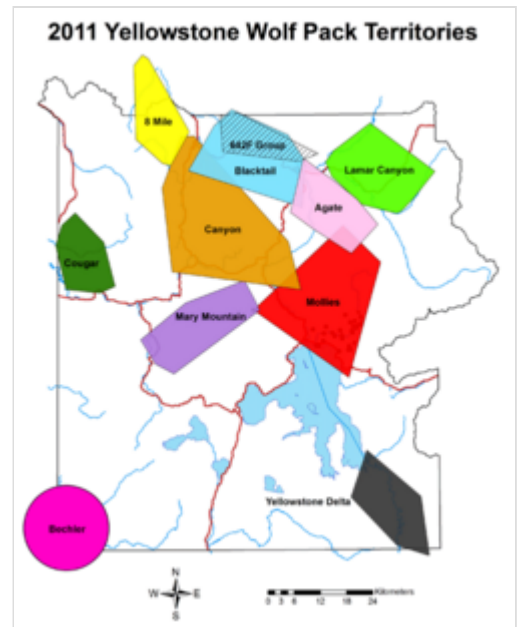 2011 Yellowstone Wolf Pack Territories
8 Mile
642F Group
Blacktail
Lamar Canyon
Agate
Canyon
Cougar
Mollies
Mary Mountain
Yellowstone Delta
Bechler
N
W E
S
Kilometers
0 3 6 12 18 24